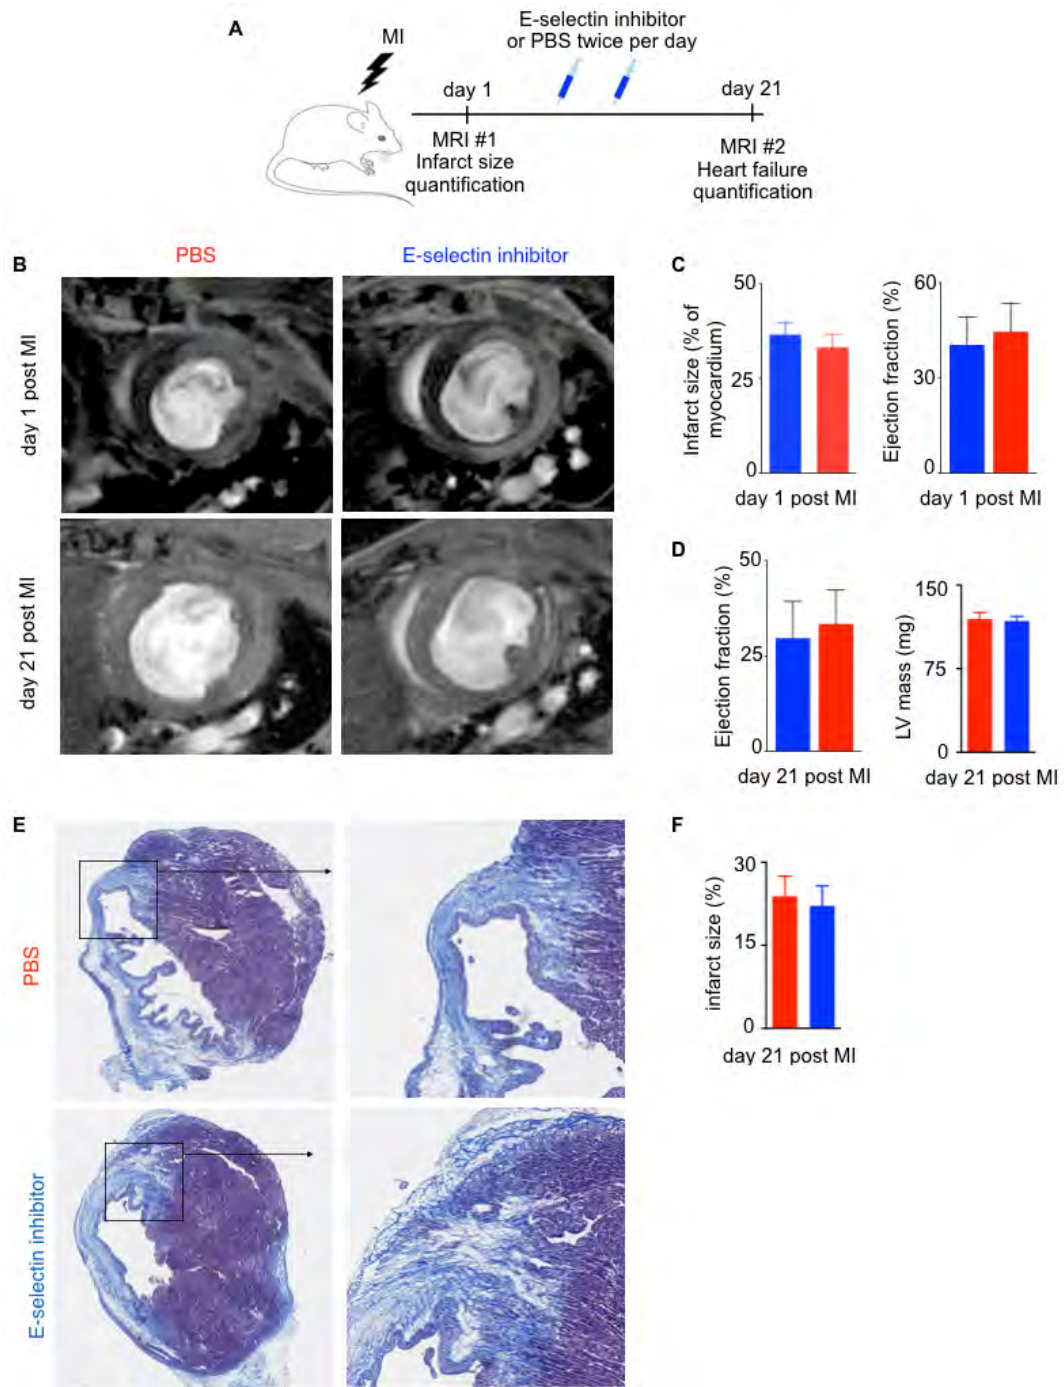 A
MI
E-selectin inhibitor
or PBS twice per day
day 1
day 21
MRI #1
Infarct size
quantification
MRI #2
Heart failure
quantification
B
PBS
E-selectin inhibitor
day 1 post MI
day 21 post MI
C
Infarct size (% of
myocardium)
50
25
0
day 1 post MI
Ejection fraction (%)
60
30
0
day 1 post MI
D
Ejection fraction (%)
50
25
0
day 21 post MI
LV mass (mg)
150
75
0
day 21 post MI
E
PBS
E-selectin inhibitor
F
infarct size (%)
30
15
0
day 21 post MI